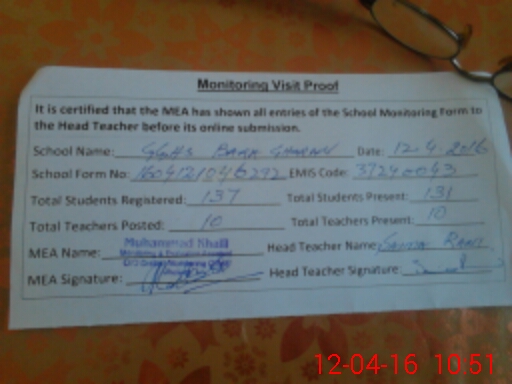 Monitoring Visit Proof
It is certified that the MEA has shown all entries of the School Monitoring Form to
the Head Teacher before its online submission.
School Name: GGHS Date: 12-4-2016
School Form No: EMIS Code: 37240043
Total Students Registered: 137 Total Students Present: 131
Total Teachers Posted: 10 Total Teachers Present: 10
MEA Name: Muhammad Head Teacher Name:
MEA Signature: Head Teacher Signature:
12-04-16 10:51